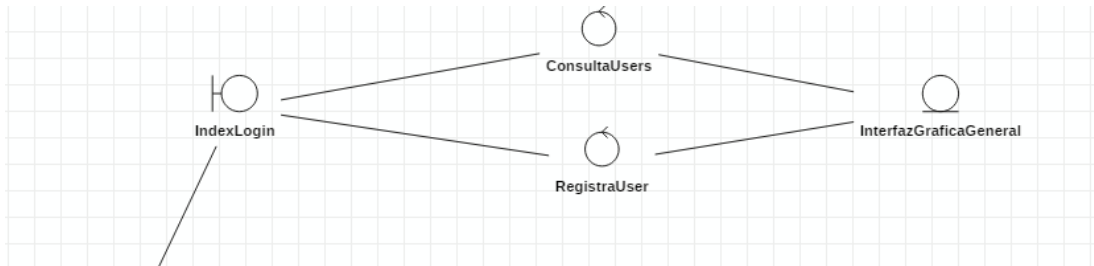 ConsultaUsers
IndexLogin
InterfazGraficaGeneral
RegistraUser